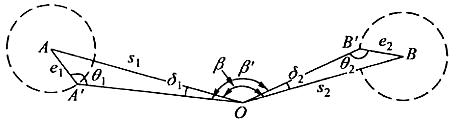 A s₁ β β′ B′ e₂ B
e₁ θ₁ δ₁ δ₂ θ₂ s₂
A′ O